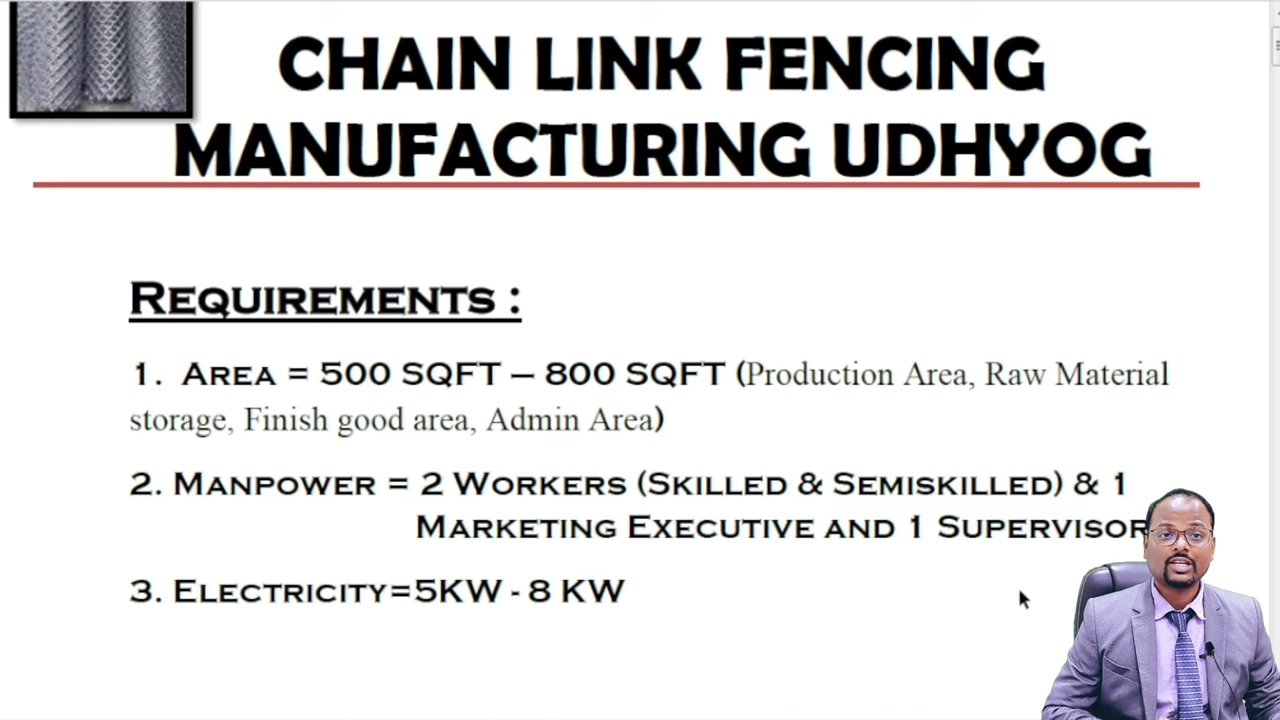 CHAIN LINK FENCING
MANUFACTURING UDHYOG
REQUIREMENTS :
1. AREA = 500 SQFT – 800 SQFT (Production Area, Raw Material
storage, Finish good area, Admin Area)
2. MANPOWER = 2 WORKERS (SKILLED & SEMISKILLED) & 1
MARKETING EXECUTIVE AND 1 SUPERVISOR
3. ELECTRICITY=5KW - 8 KW